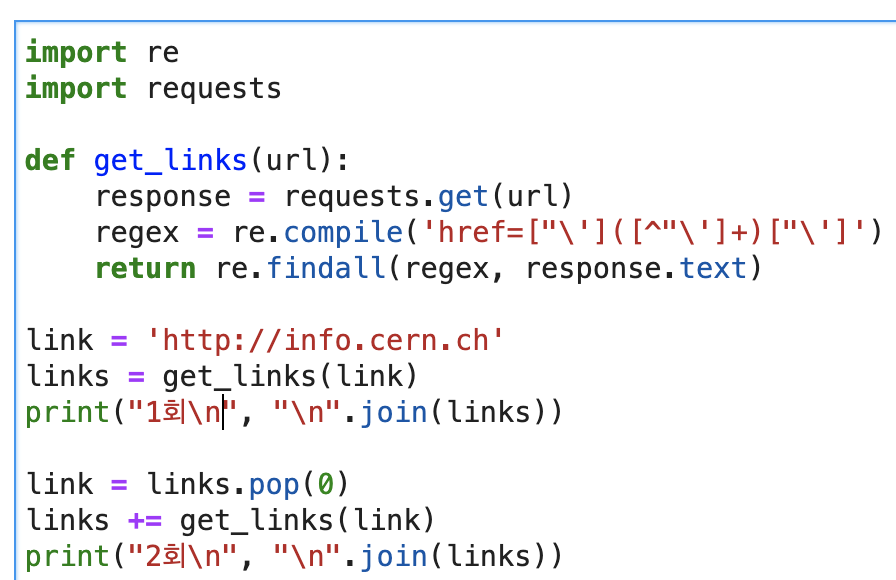 import re
import requests
def get_links(url):
    response = requests.get(url)
    regex = re.compile('href=["\']([^"\']+)["\']')
    return re.findall(regex, response.text)
link = 'http://info.cern.ch'
links = get_links(link)
print("1회\n", "\n".join(links))
link = links.pop(0)
links += get_links(link)
print("2회\n", "\n".join(links))